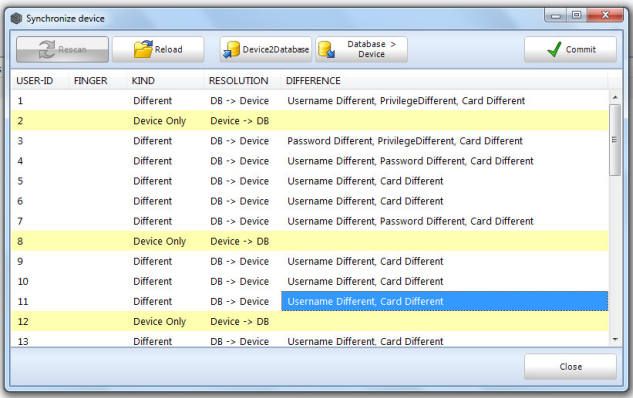 Synchronize device
Rescan Reload Device2Database Database > Device Commit
USER-ID FINGER KIND RESOLUTION DIFFERENCE
1 Different DB -> Device Username Different, PrivilegeDifferent, Card Different
2 Device Only Device -> DB
3 Different DB -> Device Password Different, PrivilegeDifferent, Card Different
4 Different DB -> Device Username Different, Password Different, Card Different
5 Different DB -> Device Username Different, Card Different
6 Different DB -> Device Username Different, Card Different
7 Different DB -> Device Username Different, Password Different, Card Different
8 Device Only Device -> DB
9 Different DB -> Device Username Different, Card Different
10 Different DB -> Device Username Different, Card Different
11 Different DB -> Device Username Different, Card Different
12 Device Only Device -> DB
13 Different DB -> Device Username Different, Card Different
Close